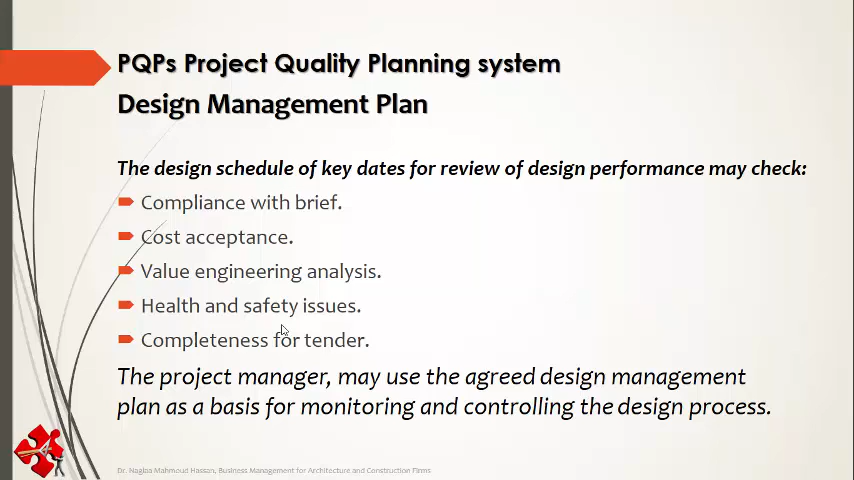 PQPs Project Quality Planning system
Design Management Plan
The design schedule of key dates for review of design performance may check:
Compliance with brief.
Cost acceptance.
Value engineering analysis.
Health and safety issues.
Completeness for tender.
The project manager, may use the agreed design management
plan as a basis for monitoring and controlling the design process.
Dr. Naglaa Mahmoud Hassan, Business Management for Architecture and Construction Firms